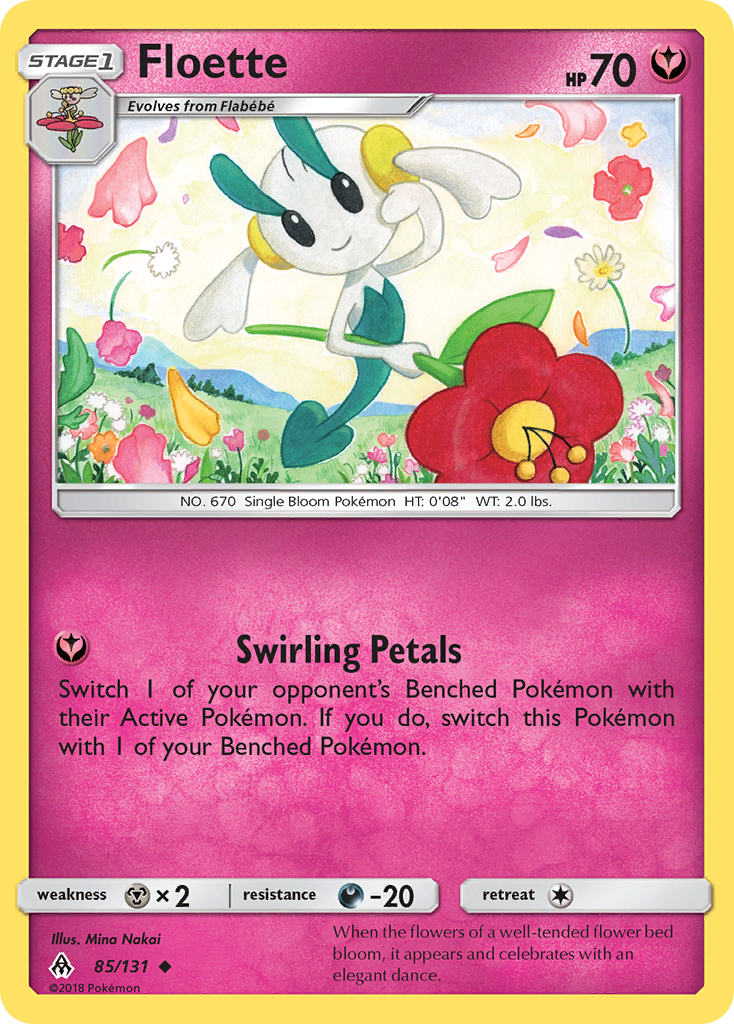 STAGE1 Floette HP70
Evolves from Flabébé
NO. 670 Single Bloom Pokémon HT: 0'08" WT: 2.0 lbs.
Swirling Petals
Switch 1 of your opponent's Benched Pokémon with
their Active Pokémon. If you do, switch this Pokémon
with 1 of your Benched Pokémon.
weakness ×2 resistance -20 retreat
Illus. Mina Nakai
85/131
©2018 Pokémon
When the flowers of a well-tended flower bed
bloom, it appears and celebrates with an
elegant dance.